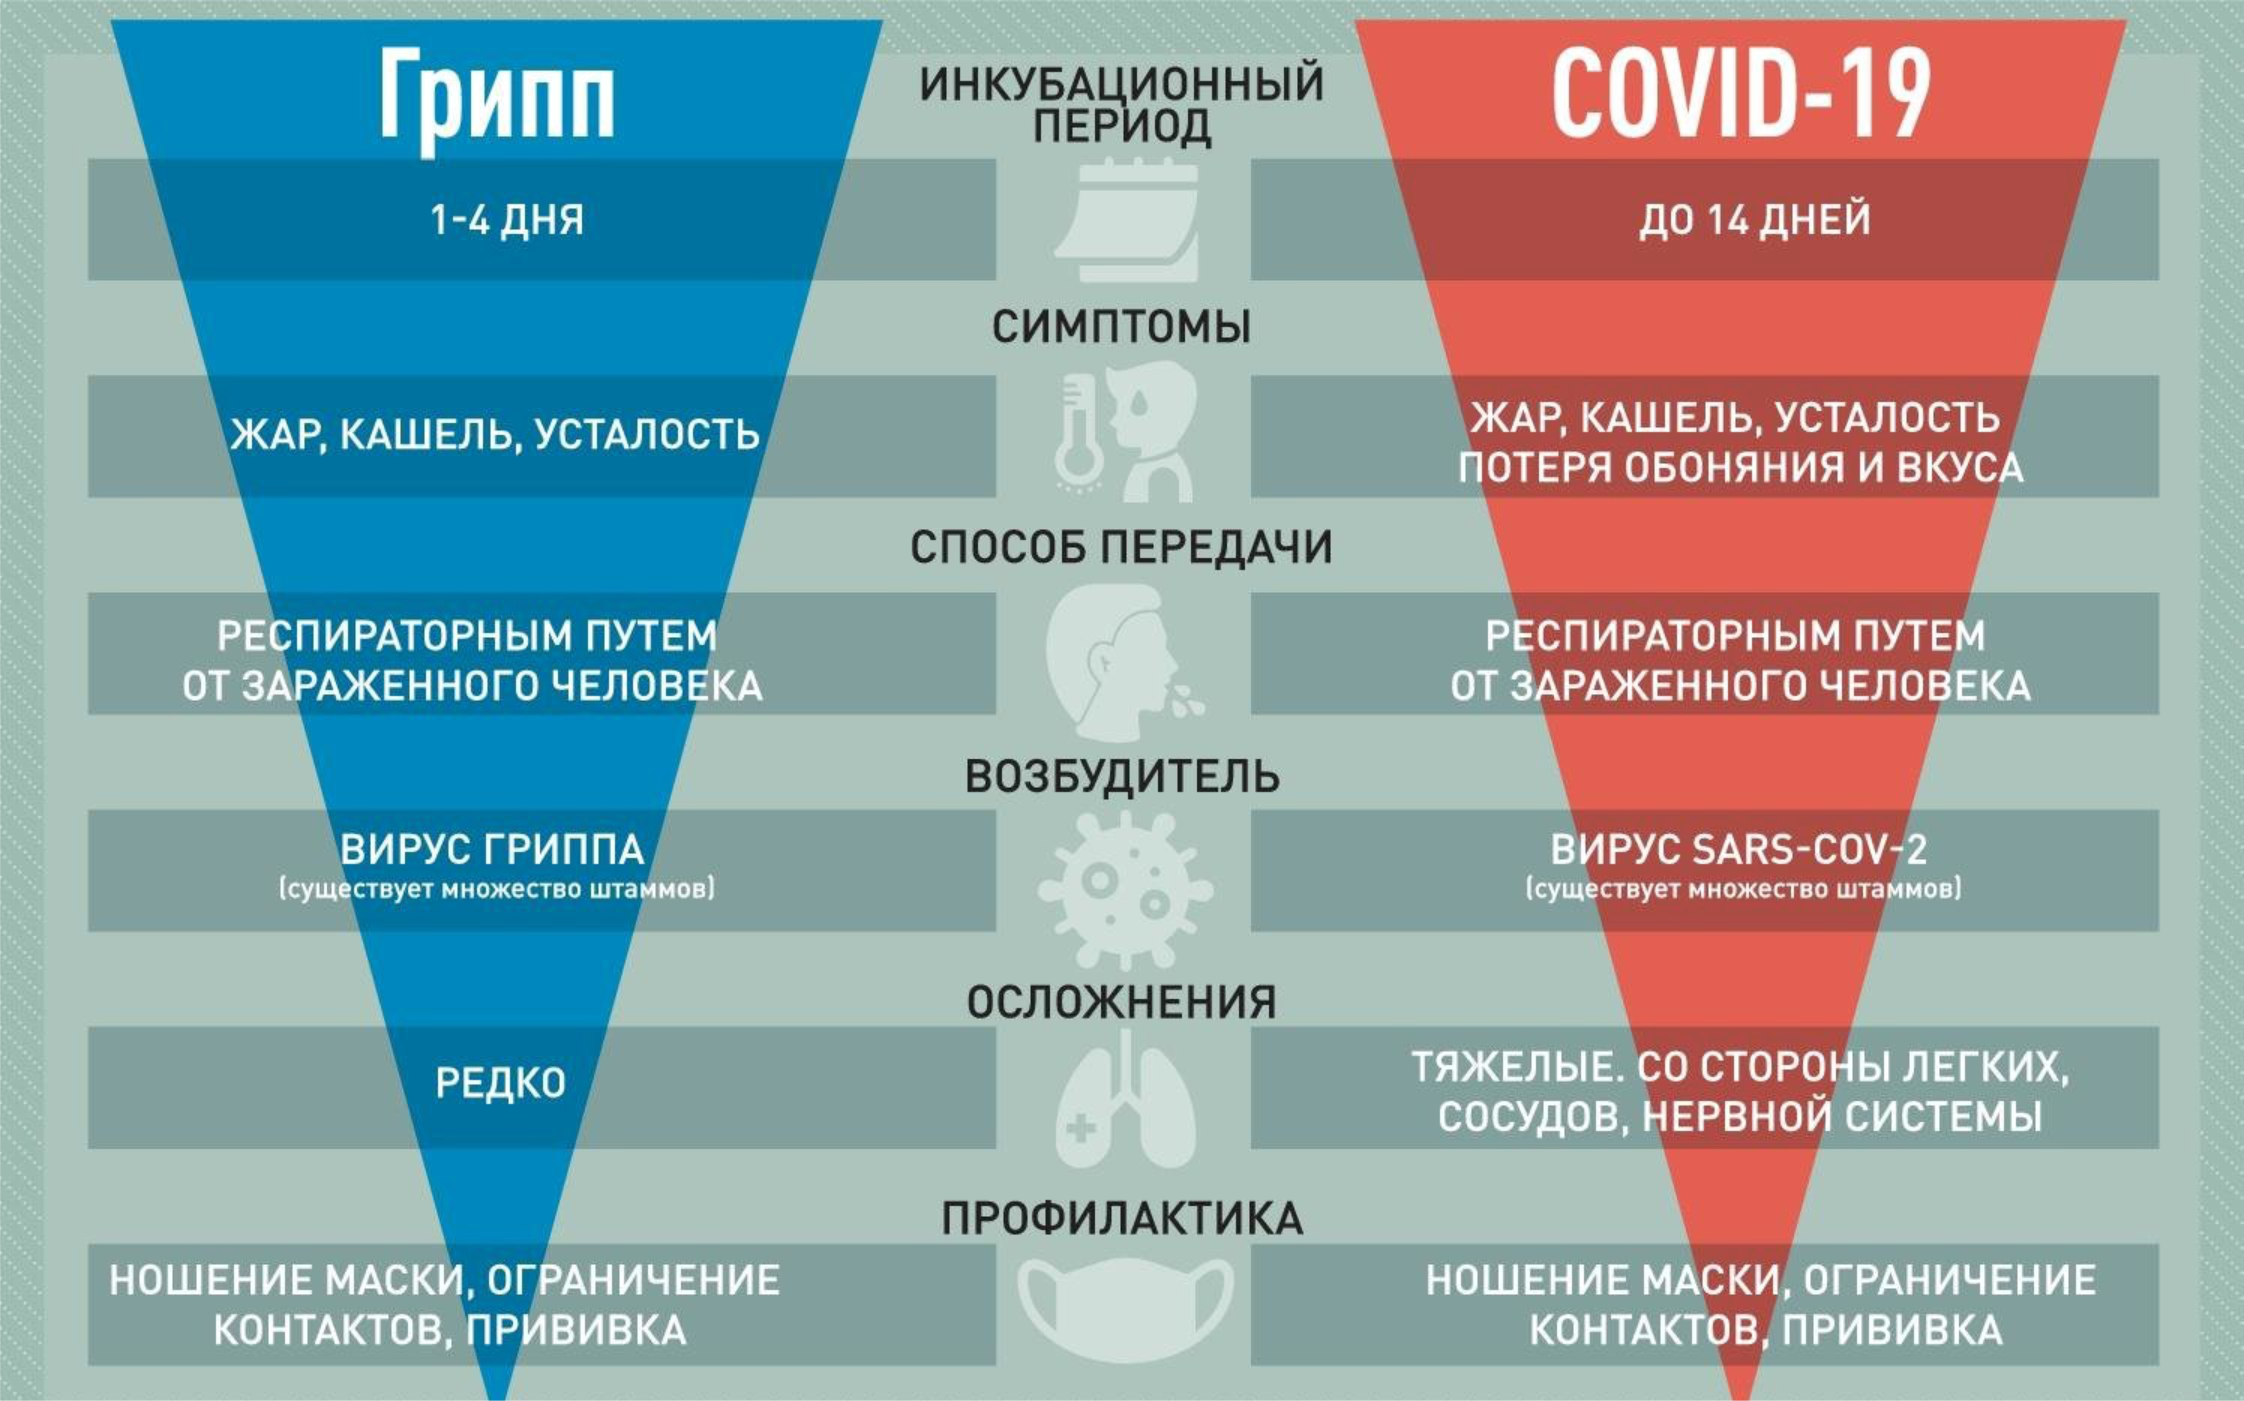 Грипп
COVID-19
ИНКУБАЦИОННЫЙ
ПЕРИОД
1-4 ДНЯ
ДО 14 ДНЕЙ
СИМПТОМЫ
ЖАР, КАШЕЛЬ, УСТАЛОСТЬ
ЖАР, КАШЕЛЬ, УСТАЛОСТЬ
ПОТЕРЯ ОБОНЯНИЯ И ВКУСА
СПОСОБ ПЕРЕДАЧИ
РЕСПИРАТОРНЫМ ПУТЕМ
ОТ ЗАРАЖЕННОГО ЧЕЛОВЕКА
РЕСПИРАТОРНЫМ ПУТЕМ
ОТ ЗАРАЖЕННОГО ЧЕЛОВЕКА
ВОЗБУДИТЕЛЬ
ВИРУС ГРИППА
(существует множество штаммов)
ВИРУС SARS-COV-2
(существует множество штаммов)
ОСЛОЖНЕНИЯ
РЕДКО
ТЯЖЕЛЫЕ. СО СТОРОНЫ ЛЕГКИХ,
СОСУДОВ, НЕРВНОЙ СИСТЕМЫ
ПРОФИЛАКТИКА
НОШЕНИЕ МАСКИ, ОГРАНИЧЕНИЕ
КОНТАКТОВ, ПРИВИВКА
НОШЕНИЕ МАСКИ, ОГРАНИЧЕНИЕ
КОНТАКТОВ, ПРИВИВКА